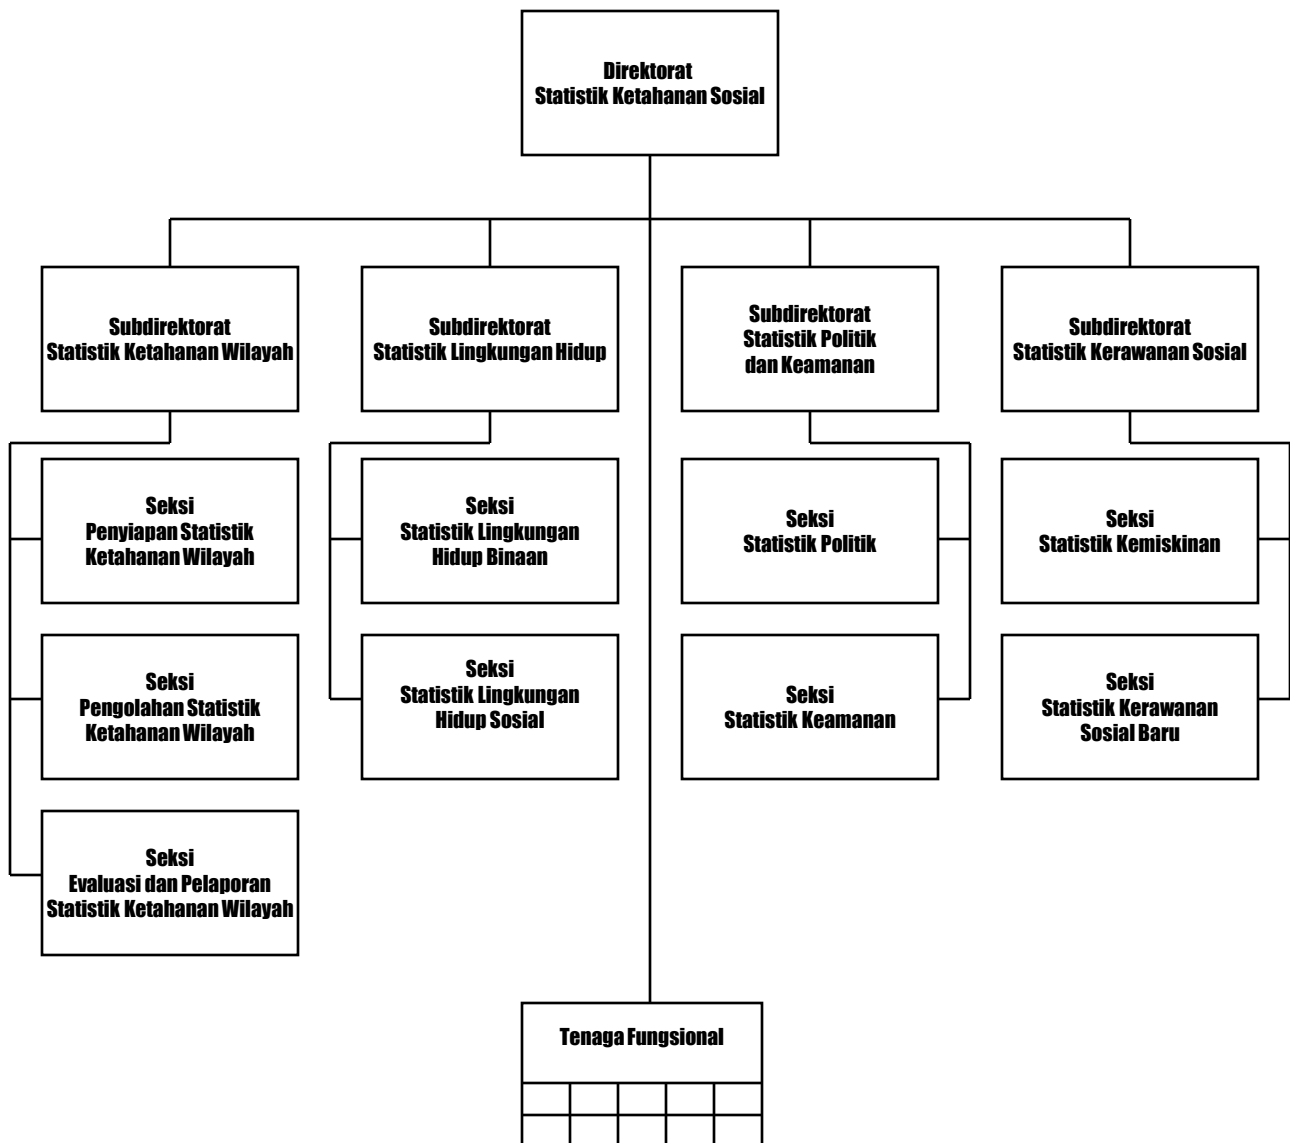 Direktorat
Statistik Ketahanan Sosial
Subdirektorat
Statistik Ketahanan Wilayah
Subdirektorat
Statistik Lingkungan Hidup
Subdirektorat
Statistik Politik
dan Keamanan
Subdirektorat
Statistik Kerawanan Sosial
Seksi
Penyiapan Statistik
Ketahanan Wilayah
Seksi
Statistik Lingkungan
Hidup Binaan
Seksi
Statistik Politik
Seksi
Statistik Kemiskinan
Seksi
Pengolahan Statistik
Ketahanan Wilayah
Seksi
Statistik Lingkungan
Hidup Sosial
Seksi
Statistik Keamanan
Seksi
Statistik Kerawanan
Sosial Baru
Seksi
Evaluasi dan Pelaporan
Statistik Ketahanan Wilayah
Tenaga Fungsional